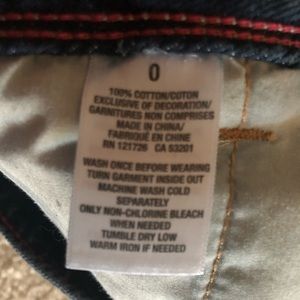 0
100% COTTON/COTON
EXCLUSIVE OF DECORATION/
GARNITURES NON COMPRISES
MADE IN CHINA/
FABRIQUÉ EN CHINE
RN 121726 CA 53201
WASH ONCE BEFORE WEARING
TURN GARMENT INSIDE OUT
MACHINE WASH COLD
SEPARATELY
ONLY NON-CHLORINE BLEACH
WHEN NEEDED
TUMBLE DRY LOW
WARM IRON IF NEEDED